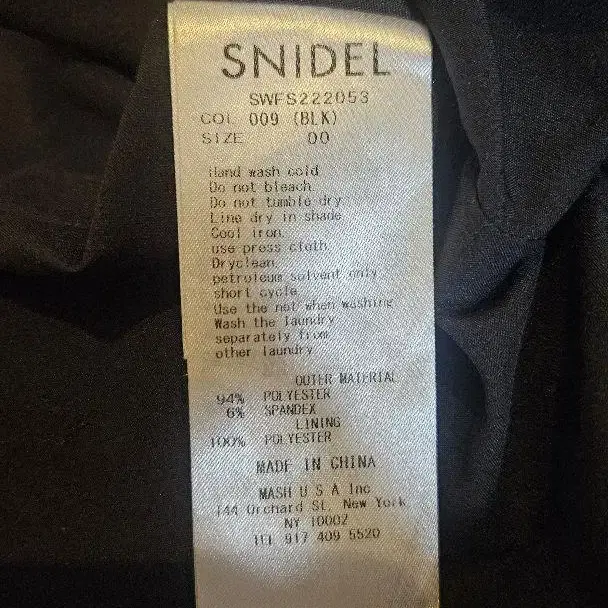 SNIDEL
SWFS222053
COL 009 (BLK)
SIZE 00
Hand wash cold
Do not bleach
Do not tumble dry
Line dry in shade
Cool iron
use press cloth
Dryclean
petroleum solvent only
short cycle
Use the net when washing
Wash the laundry
separately from
other laundry
OUTER MATERIAL
94% POLYESTER
6% SPANDEX
LINING
100% POLYESTER
MADE IN CHINA
MASH U S A Inc
144 Orchard St, New York
NY 10002
TEL 917 409 5520